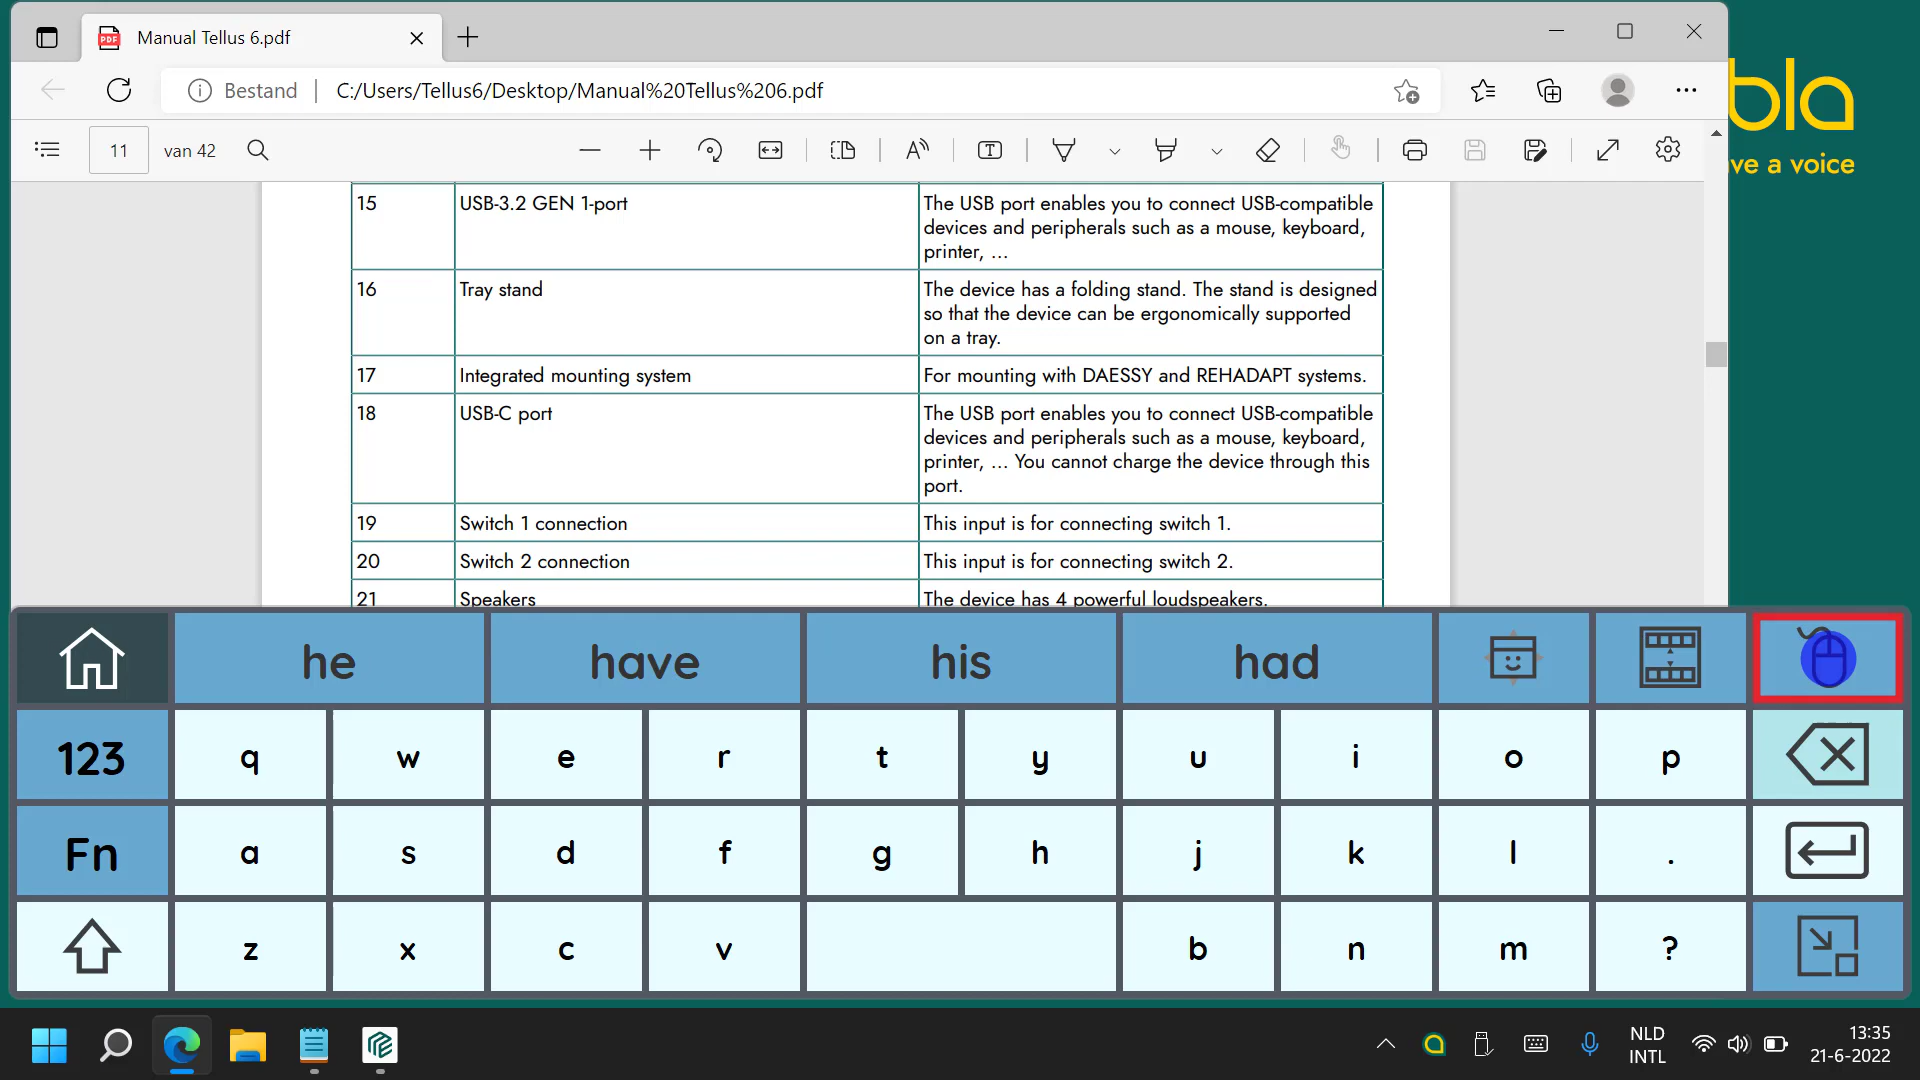 Manual Tellus 6.pdf
Bestand
C:/Users/Tellus6/Desktop/Manual%20Tellus%206.pdf
bla
ve a voice
11 van 42
15 USB-3.2 GEN 1-port The USB port enables you to connect USB-compatible
devices and peripherals such as a mouse, keyboard,
printer, ...
16 Tray stand The device has a folding stand. The stand is designed
so that the device can be ergonomically supported
on a tray.
17 Integrated mounting system For mounting with DAESSY and REHADAPT systems.
18 USB-C port The USB port enables you to connect USB-compatible
devices and peripherals such as a mouse, keyboard,
printer, ... You cannot charge the device through this
port.
19 Switch 1 connection This input is for connecting switch 1.
20 Switch 2 connection This input is for connecting switch 2.
21 Speakers The device has 4 powerful loudspeakers.
he have his had
123 q w e r t y u i o p
Fn a s d f g h j k l .
z x c v b n m ?
NLD
INTL
13:35
21-6-2022